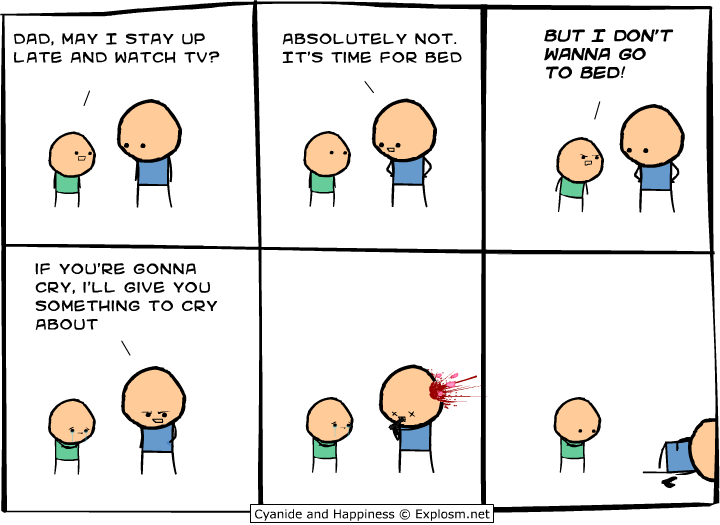 DAD, MAY I STAY UP
LATE AND WATCH TV?
ABSOLUTELY NOT.
IT'S TIME FOR BED
BUT I DON'T
WANNA GO
TO BED!
IF YOU'RE GONNA
CRY, I'LL GIVE YOU
SOMETHING TO CRY
ABOUT
Cyanide and Happiness © Explosm.net